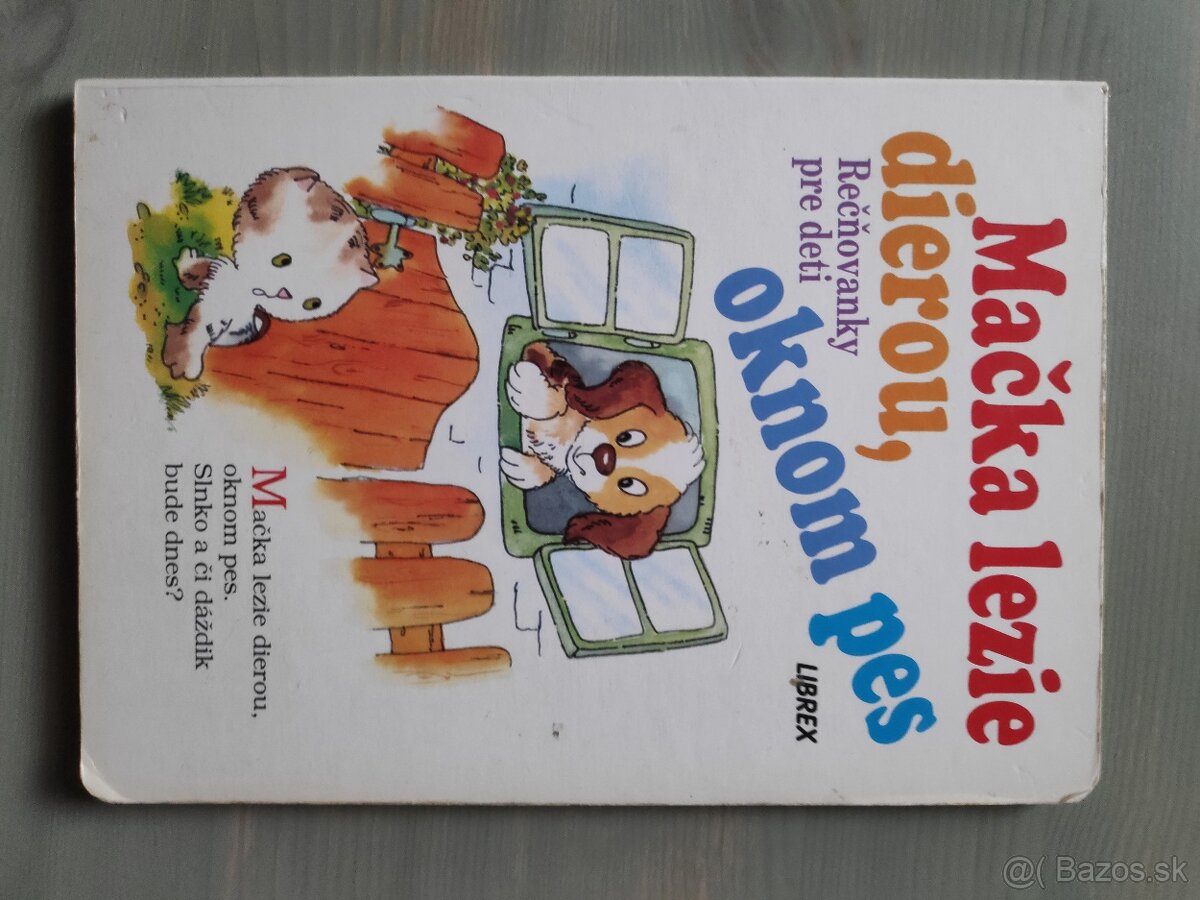 Mačka lezie
dierou,
Rečňovanky
pre deti
oknom pes
LIBREX
Mačka lezie dierou,
oknom pes.
Slnko a či dáždik
bude dnes?
@( Bazos.sk